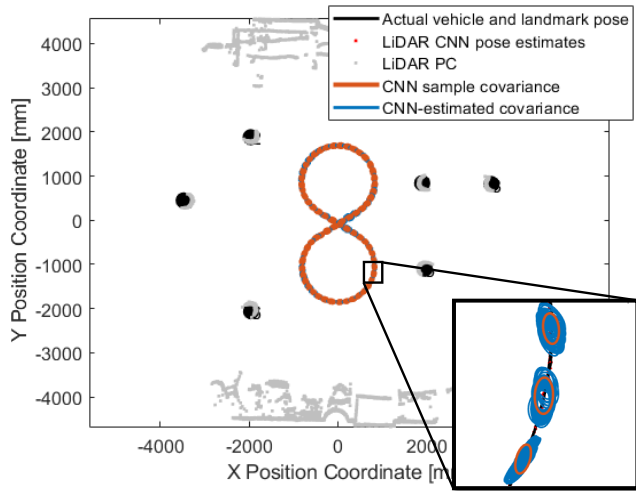 Actual vehicle and landmark pose
LiDAR CNN pose estimates
LiDAR PC
CNN sample covariance
CNN-estimated covariance
Y Position Coordinate [mm]
4000
3000
2000
1000
0
-1000
-2000
-3000
-4000
-4000
-2000
0
2000
X Position Coordinate [m